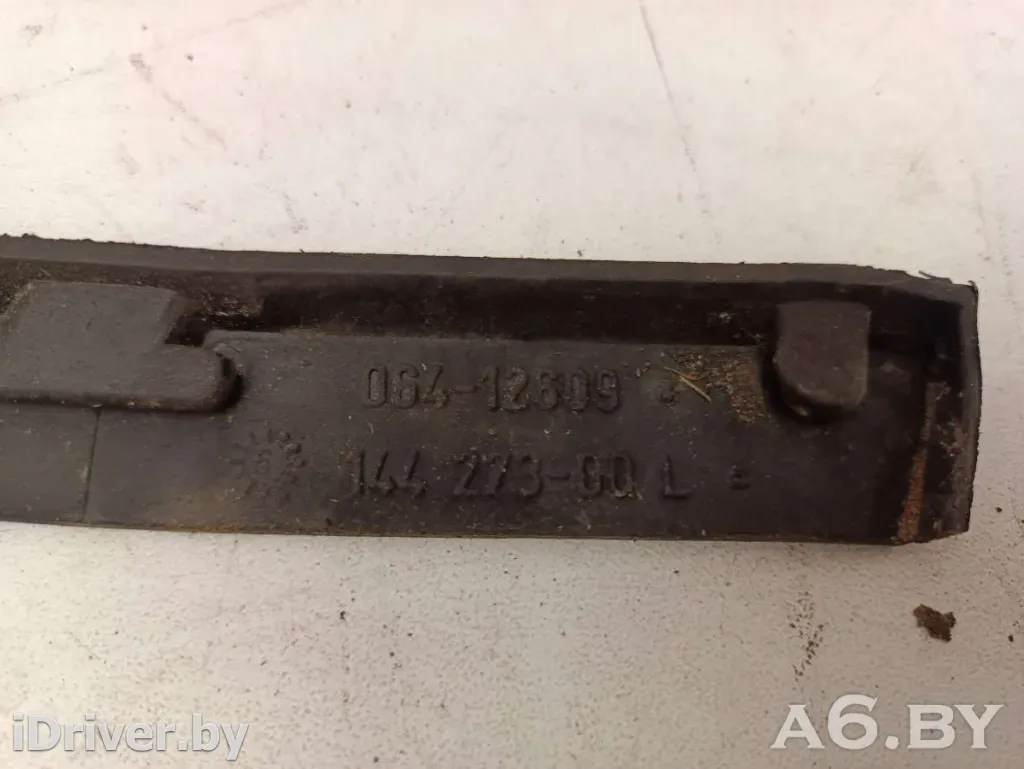 064-12609
144 273-00 L =
iDriver.by
A6.BY